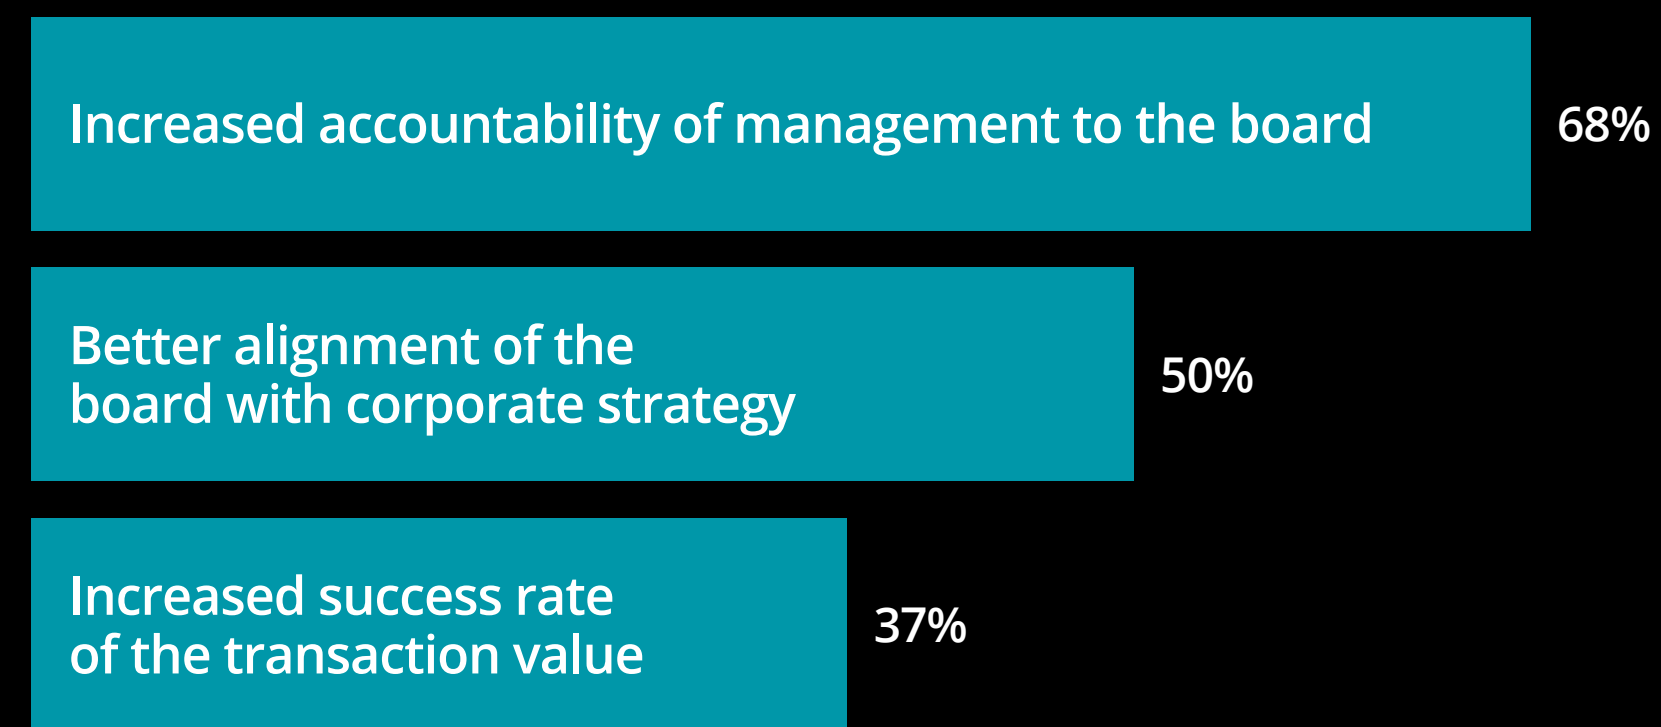 Increased accountability of management to the board
68%
Better alignment of the
board with corporate strategy
50%
Increased success rate
of the transaction value
37%